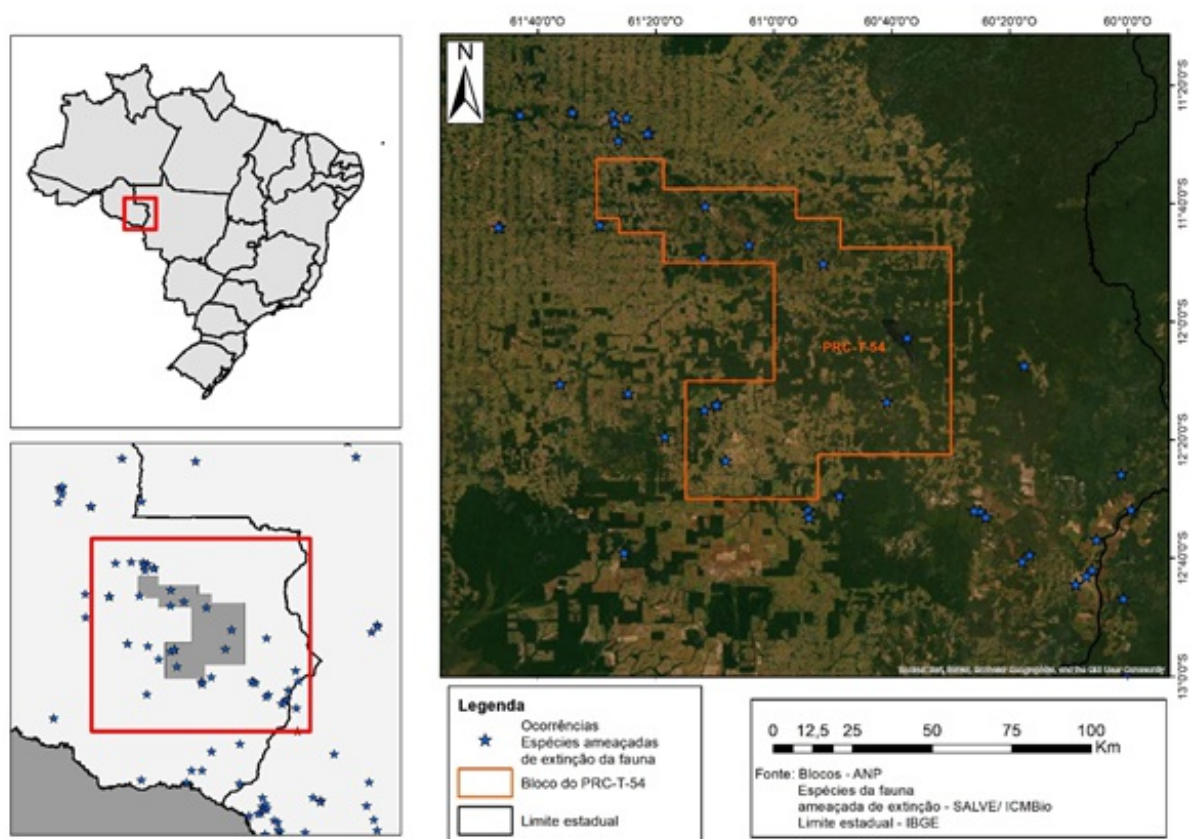 61°40'0"O 61°20'0"O 61°0'0"O 60°40'0"O 60°20'0"O 60°0'0"O
N
11°20'0"S
11°40'0"S
12°0'0"S
12°20'0"S
12°40'0"S
13°0'0"S
PRC-T-54
Legenda
Ocorrências
Espécies ameaçadas
de extinção da fauna
Bloco do PRC-T-54
Limite estadual
0 12,5 25 50 75 100
Km
Fonte: Blocos - ANP
Espécies da fauna
ameaçada de extinção - SALVE/ ICMBio
Limite estadual - IBGE